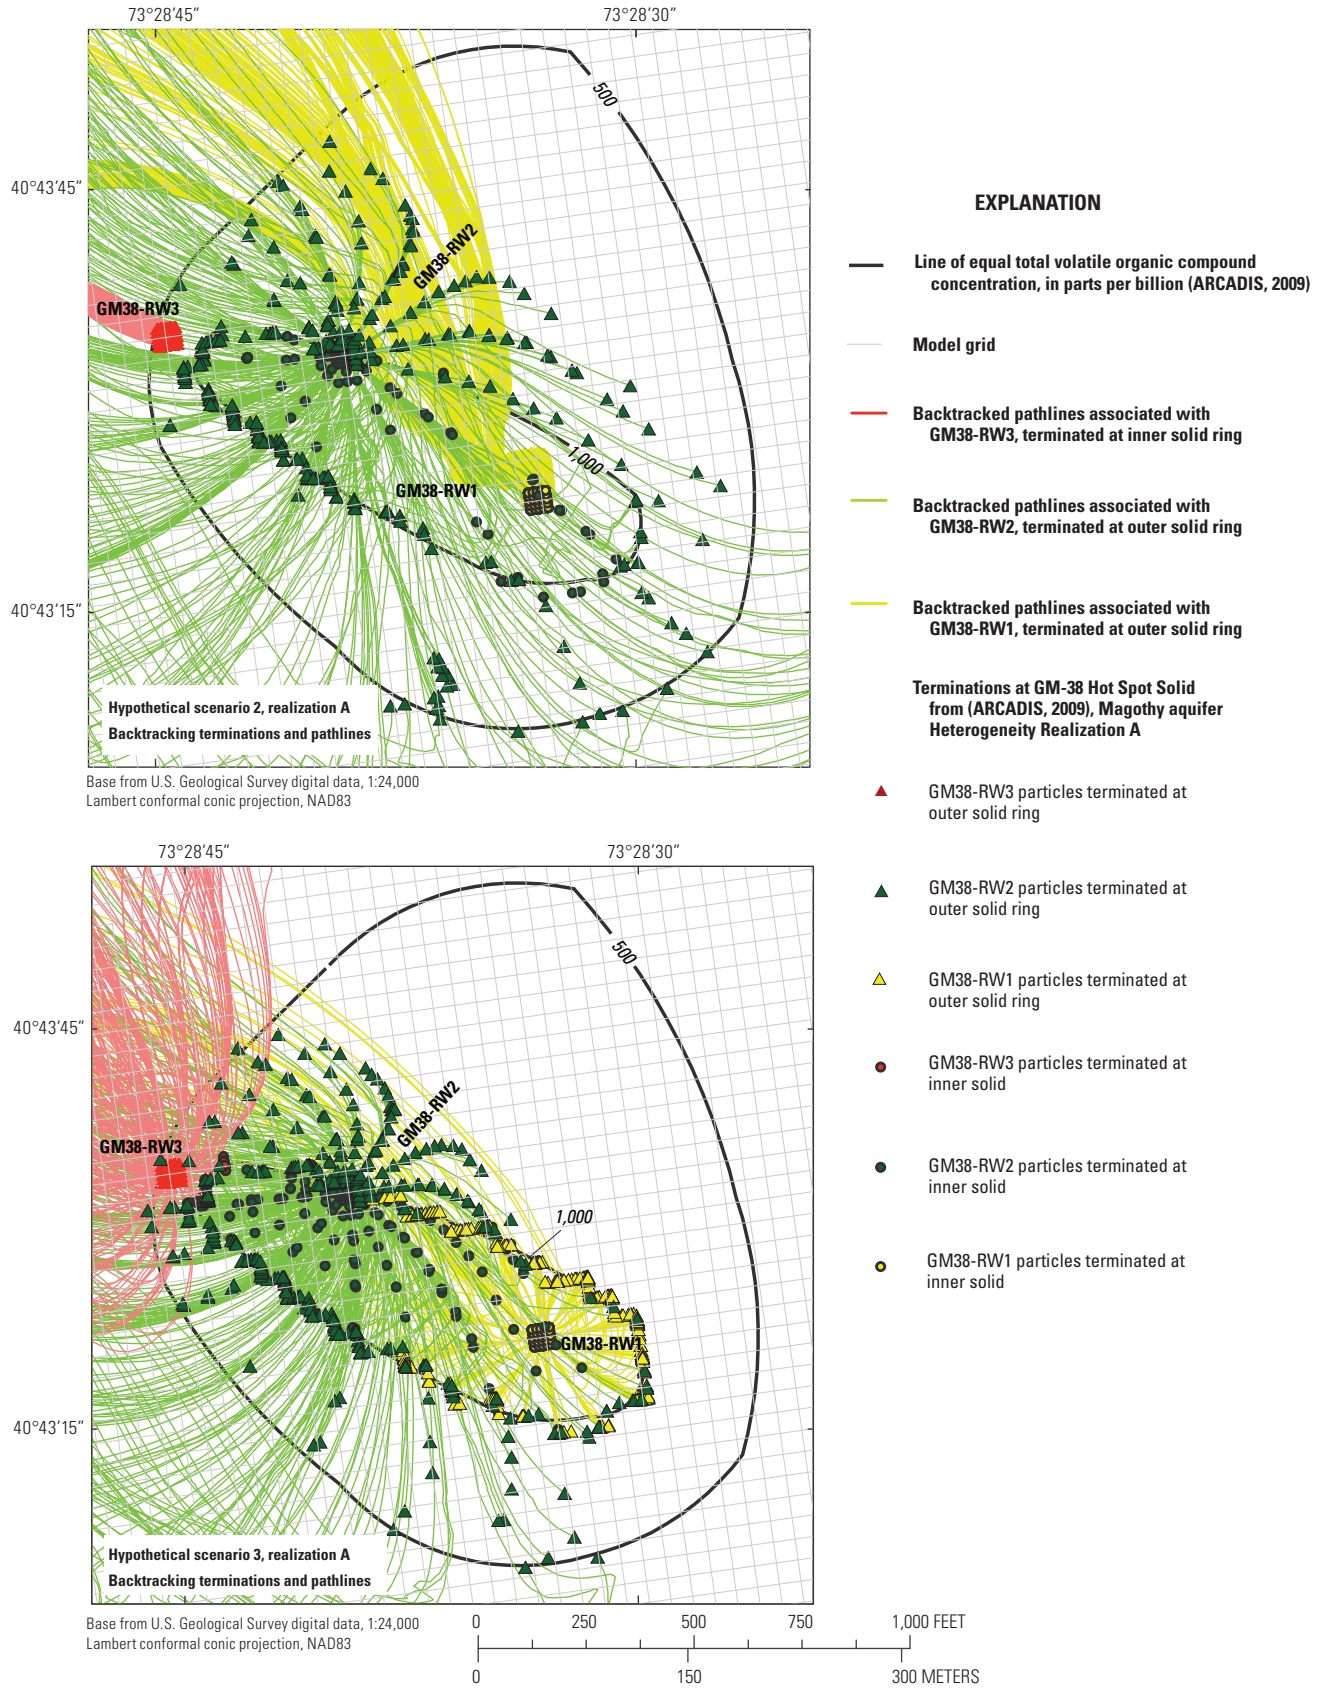 73°28'45"
73°28'30"
500
40°43'45"
GM38-RW2
GM38-RW3
1,000
GM38-RW1
40°43'15"
Hypothetical scenario 2, realization A
Backtracking terminations and pathlines
Base from U.S. Geological Survey digital data, 1:24,000
Lambert conformal conic projection, NAD83
73°28'45"
73°28'30"
500
40°43'45"
GM38-RW2
GM38-RW3
1,000
GM38-RW1
40°43'15"
Hypothetical scenario 3, realization A
Backtracking terminations and pathlines
Base from U.S. Geological Survey digital data, 1:24,000
Lambert conformal conic projection, NAD83
0 250 500 750 1,000 FEET
0 150 300 METERS
EXPLANATION
Line of equal total volatile organic compound
concentration, in parts per billion (ARCADIS, 2009)
Model grid
Backtracked pathlines associated with
GM38-RW3, terminated at inner solid ring
Backtracked pathlines associated with
GM38-RW2, terminated at outer solid ring
Backtracked pathlines associated with
GM38-RW1, terminated at outer solid ring
Terminations at GM-38 Hot Spot Solid
from (ARCADIS, 2009), Magothy aquifer
Heterogeneity Realization A
GM38-RW3 particles terminated at
outer solid ring
GM38-RW2 particles terminated at
outer solid ring
GM38-RW1 particles terminated at
outer solid ring
GM38-RW3 particles terminated at
inner solid
GM38-RW2 particles terminated at
inner solid
GM38-RW1 particles terminated at
inner solid